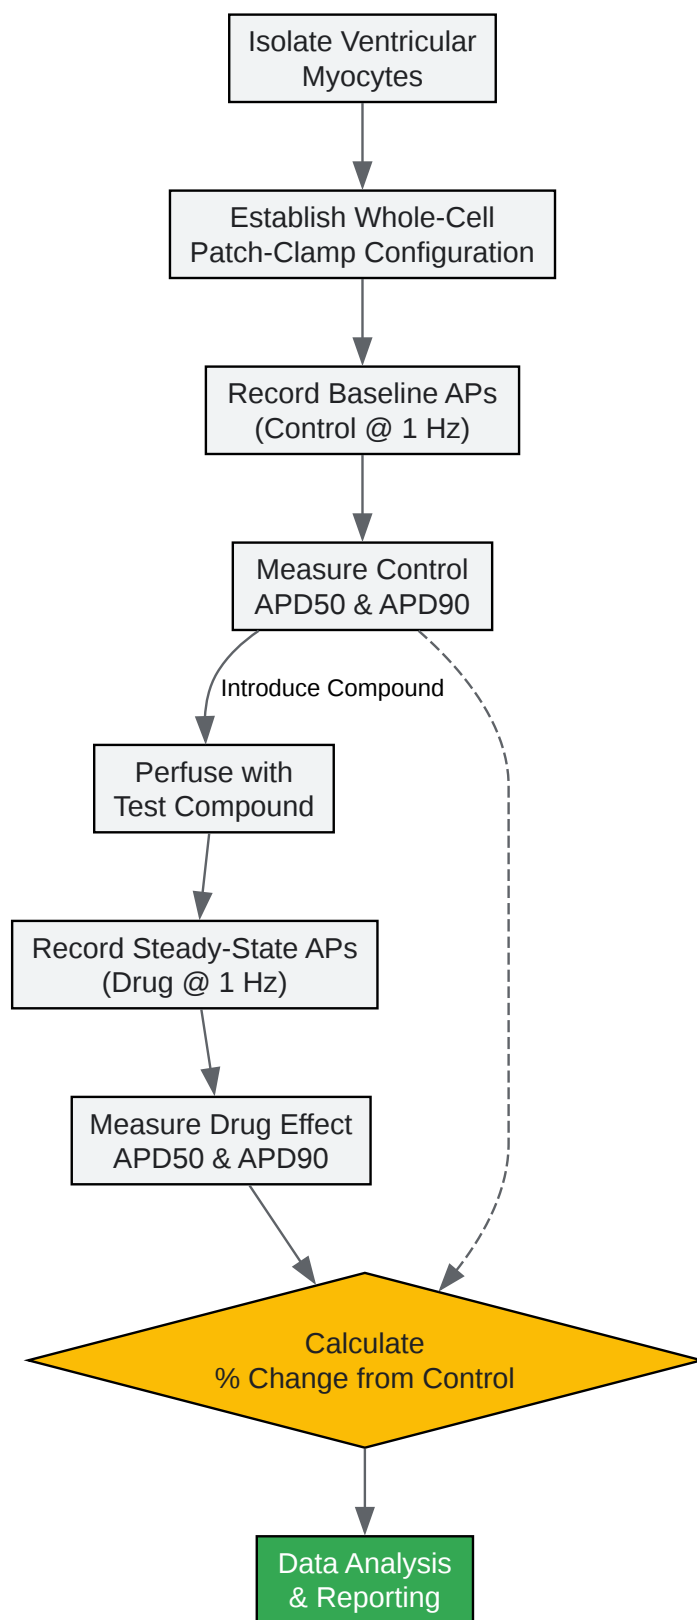 Isolate Ventricular
Myocytes
Establish Whole-Cell
Patch-Clamp Configuration
Record Baseline APs
(Control @ 1 Hz)
Measure Control
APD50 & APD90
Introduce Compound
Perfuse with
Test Compound
Record Steady-State APs
(Drug @ 1 Hz)
Measure Drug Effect
APD50 & APD90
Calculate
% Change from Control
Data Analysis
& Reporting